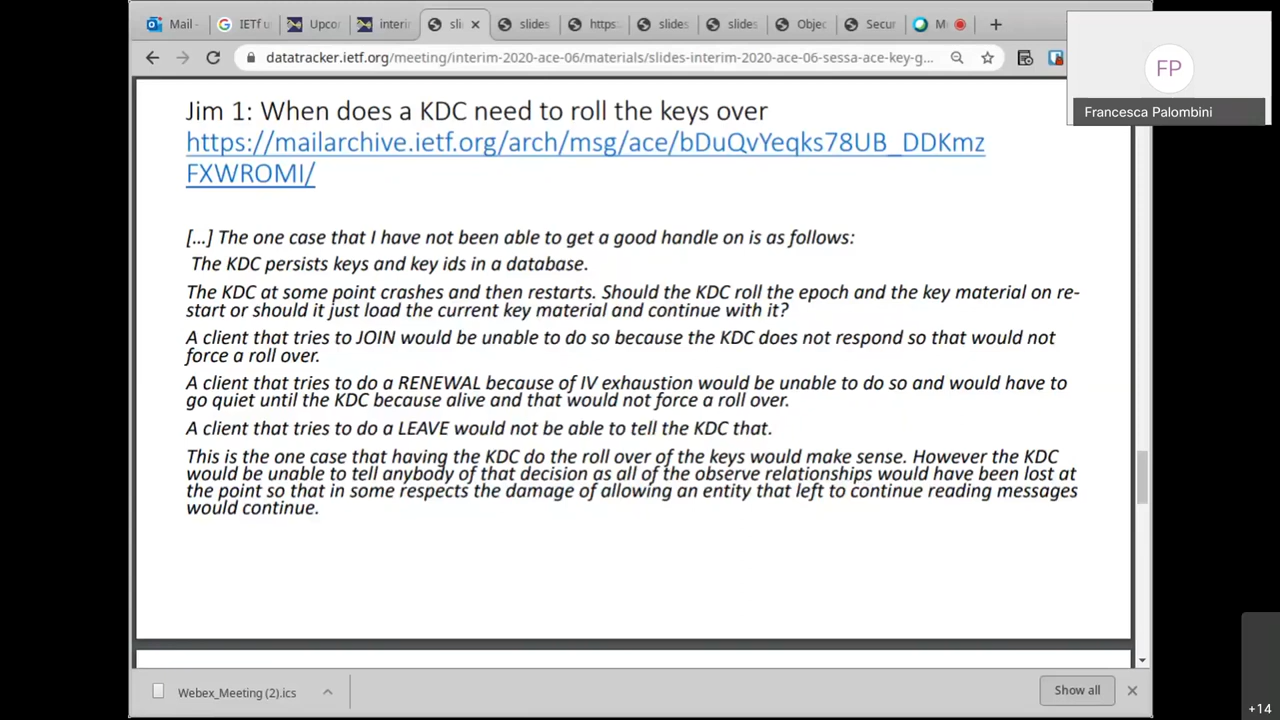 Mail -
IETf u
Upcor
interin
sli
slides
https:
slides
slides
Objec
Secur
M
datatracker.ietf.org/meeting/interim-2020-ace-06/materials/slides-interim-2020-ace-06-sessa-ace-key-g...
FP
Francesca Palombini
Jim 1: When does a KDC need to roll the keys over
https://mailarchive.ietf.org/arch/msg/ace/bDuQvYeqks78UB_DDKmz
FXWROMI/
[...] The one case that I have not been able to get a good handle on is as follows:
The KDC persists keys and key ids in a database.
The KDC at some point crashes and then restarts. Should the KDC roll the epoch and the key material on re-
start or should it just load the current key material and continue with it?
A client that tries to JOIN would be unable to do so because the KDC does not respond so that would not
force a roll over.
A client that tries to do a RENEWAL because of IV exhaustion would be unable to do so and would have to
go quiet until the KDC because alive and that would not force a roll over.
A client that tries to do a LEAVE would not be able to tell the KDC that.
This is the one case that having the KDC do the roll over of the keys would make sense. However the KDC
would be unable to tell anybody of that decision as all of the observe relationships would have been lost at
the point so that in some respects the damage of allowing an entity that left to continue reading messages
would continue.
Webex_Meeting (2).ics
Show all
+14